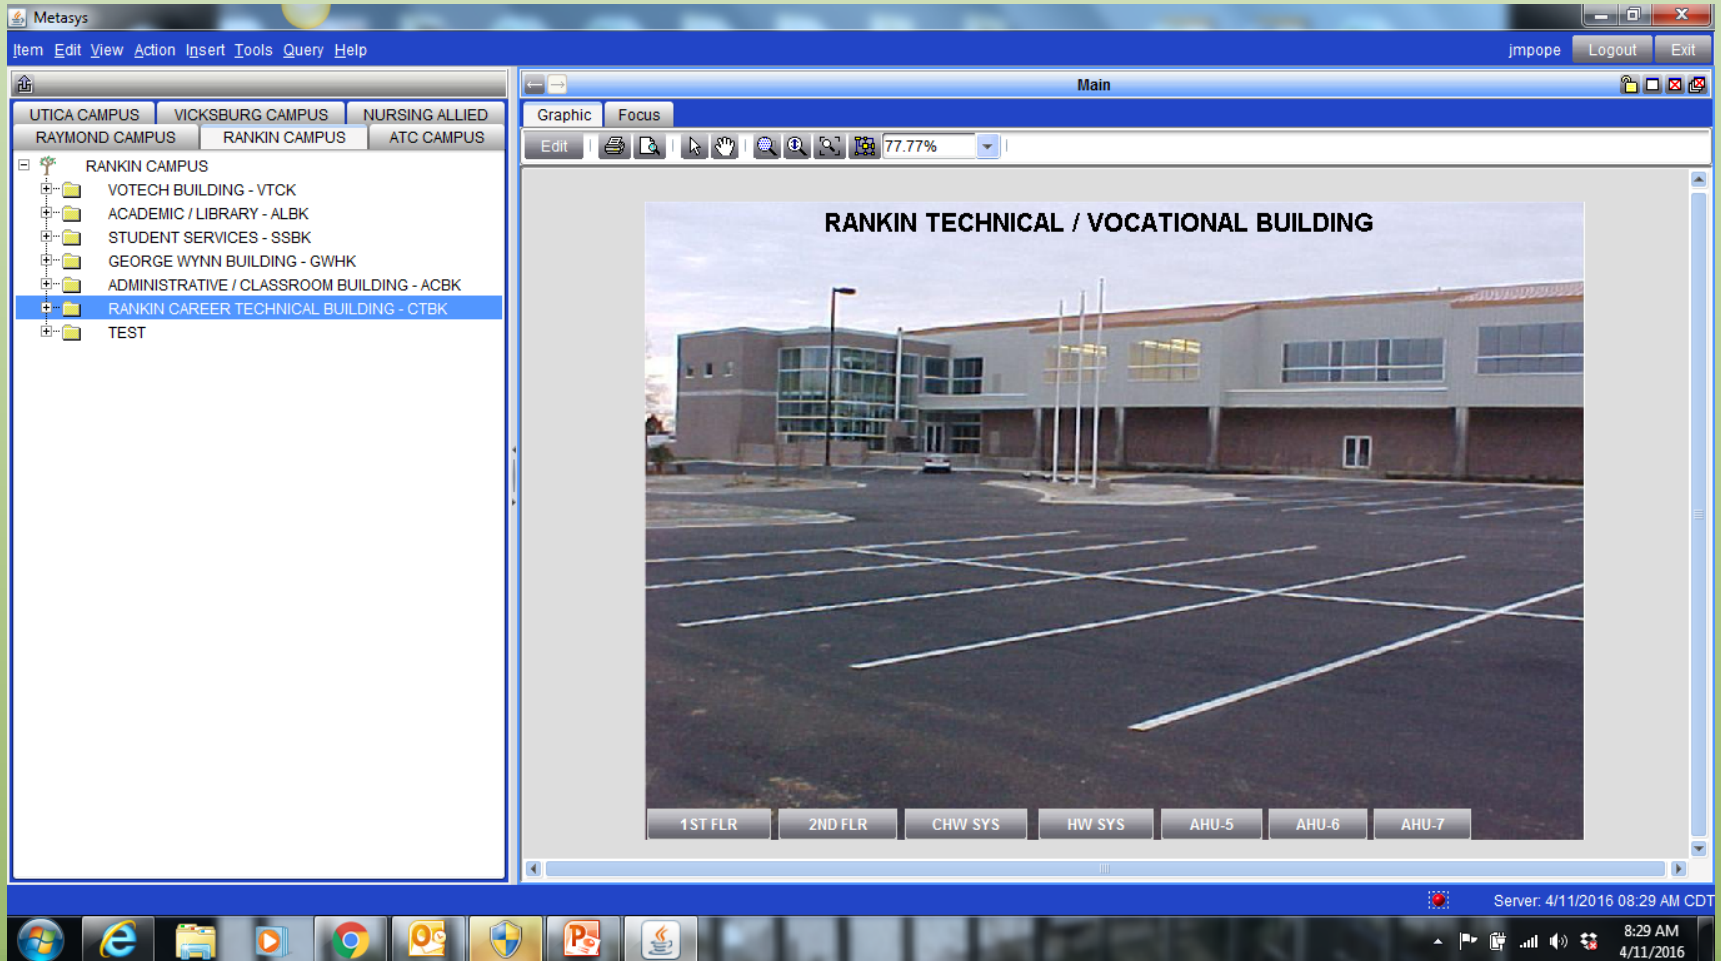 Metasys
Item Edit View Action Insert Tools Query Help
jmpope Logout Exit
UTICA CAMPUS VICKSBURG CAMPUS NURSING ALLIED
RAYMOND CAMPUS RANKIN CAMPUS ATC CAMPUS
RANKIN CAMPUS
VOTECH BUILDING - VTCK
ACADEMIC / LIBRARY - ALBK
STUDENT SERVICES - SSBK
GEORGE WYNN BUILDING - GWHK
ADMINISTRATIVE / CLASSROOM BUILDING - ACBK
RANKIN CAREER TECHNICAL BUILDING - CTBK
TEST
Main
Graphic Focus
Edit 77.77%
RANKIN TECHNICAL / VOCATIONAL BUILDING
1ST FLR 2ND FLR CHW SYS HW SYS AHU-5 AHU-6 AHU-7
Server: 4/11/2016 08:29 AM CDT
8:29 AM
4/11/2016